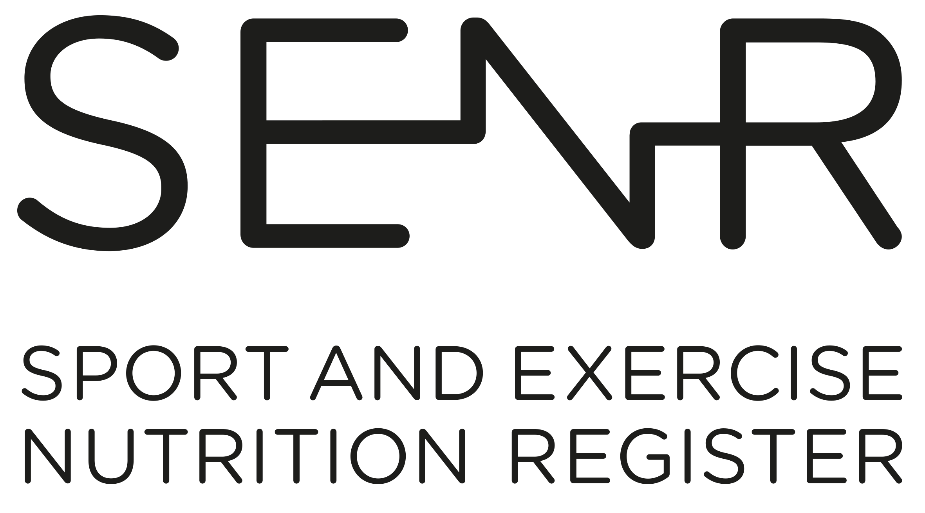 SENR
SPORT AND EXERCISE
NUTRITION REGISTER